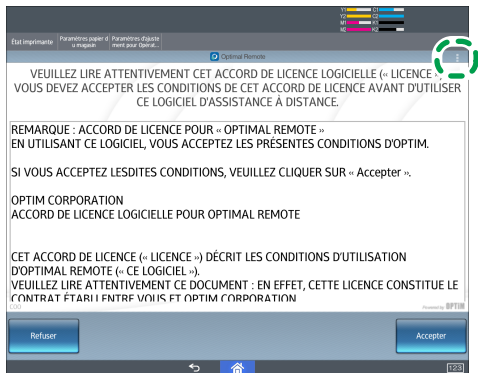 Y1 C1
Y2 C2
M1 K1
M2 K2
État imprimante
Paramètres papier d
u magasin
Paramètres d'ajuste
ment pour Opérat...
Optimal Remote
VEUILLEZ LIRE ATTENTIVEMENT CET ACCORD DE LICENCE LOGICIELLE (« LICENCE »).
VOUS DEVEZ ACCEPTER LES CONDITIONS DE CET ACCORD DE LICENCE AVANT D'UTILISER
CE LOGICIEL D'ASSISTANCE À DISTANCE.
REMARQUE : ACCORD DE LICENCE POUR « OPTIMAL REMOTE »
EN UTILISANT CE LOGICIEL, VOUS ACCEPTEZ LES PRÉSENTES CONDITIONS D'OPTIM.
SI VOUS ACCEPTEZ LESDITES CONDITIONS, VEUILLEZ CLIQUER SUR « Accepter ».
OPTIM CORPORATION
ACCORD DE LICENCE LOGICIELLE POUR OPTIMAL REMOTE
CET ACCORD DE LICENCE (« LICENCE ») DÉCRIT LES CONDITIONS D'UTILISATION
D'OPTIMAL REMOTE (« CE LOGICIEL »).
VEUILLEZ LIRE ATTENTIVEMENT CE DOCUMENT : EN EFFET, CETTE LICENCE CONSTITUE LE
CONTRAT ÉTABLI ENTRE VOUS ET OPTIM CORPORATION
Powered by OPTIM
Refuser
Accepter
123